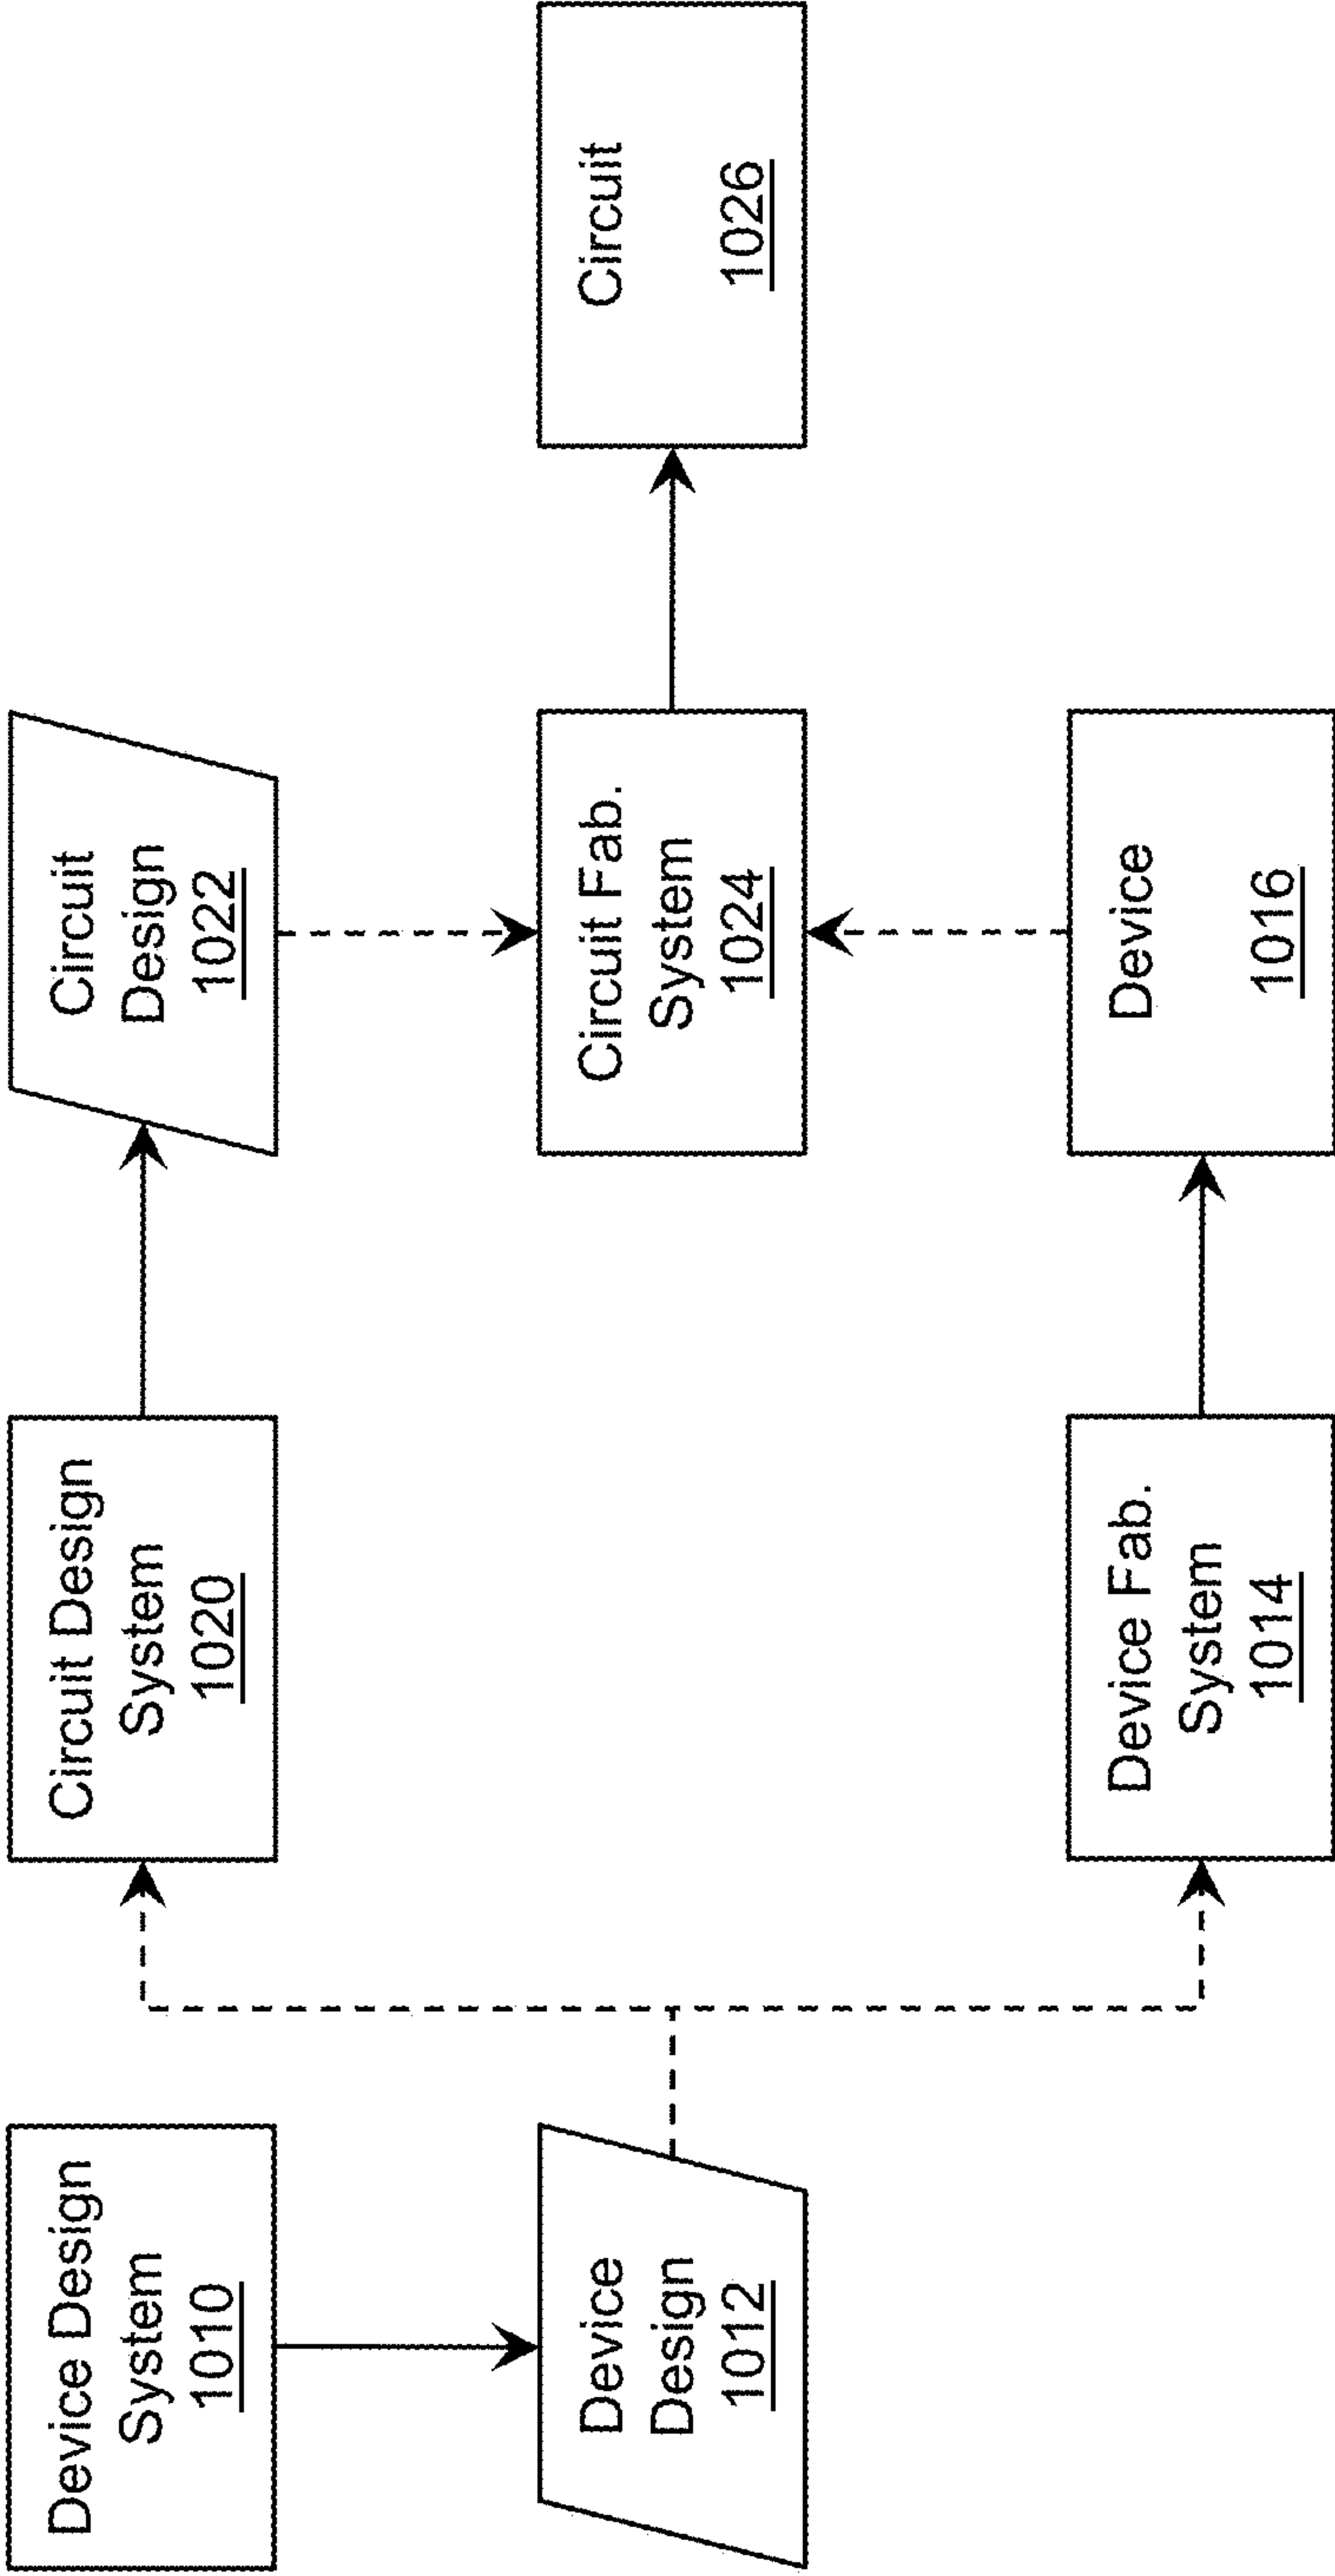 Device Design
System
1010
Circuit Design
System
1020
Circuit
Design
1022
Device
Design
1012
Circuit Fab.
System
1024
Circuit
1026
Device Fab.
System
1014
Device
1016